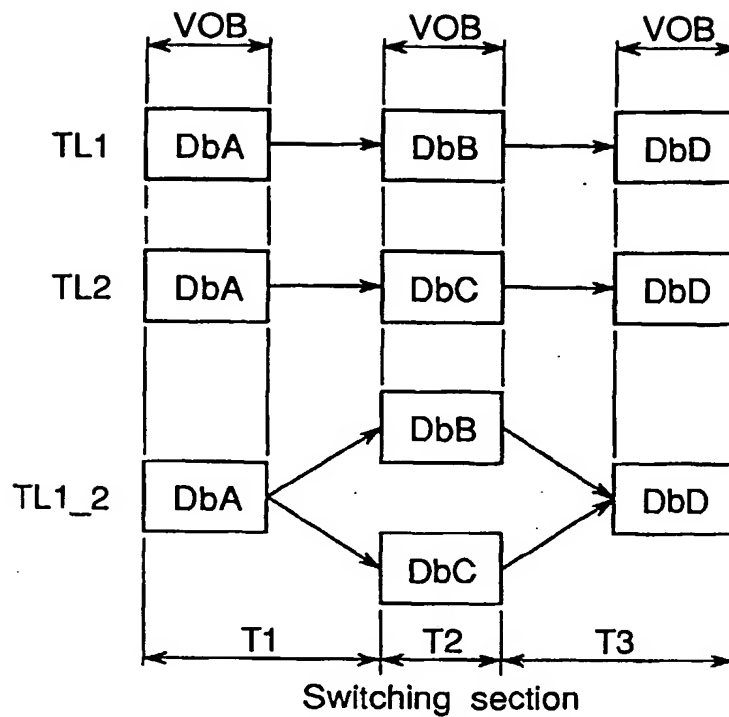 VOB VOB VOB
TL1 DbA DbB DbD
TL2 DbA DbC DbD
DbB
TL1_2 DbA DbD
DbC
T1 T2 T3
Switching section